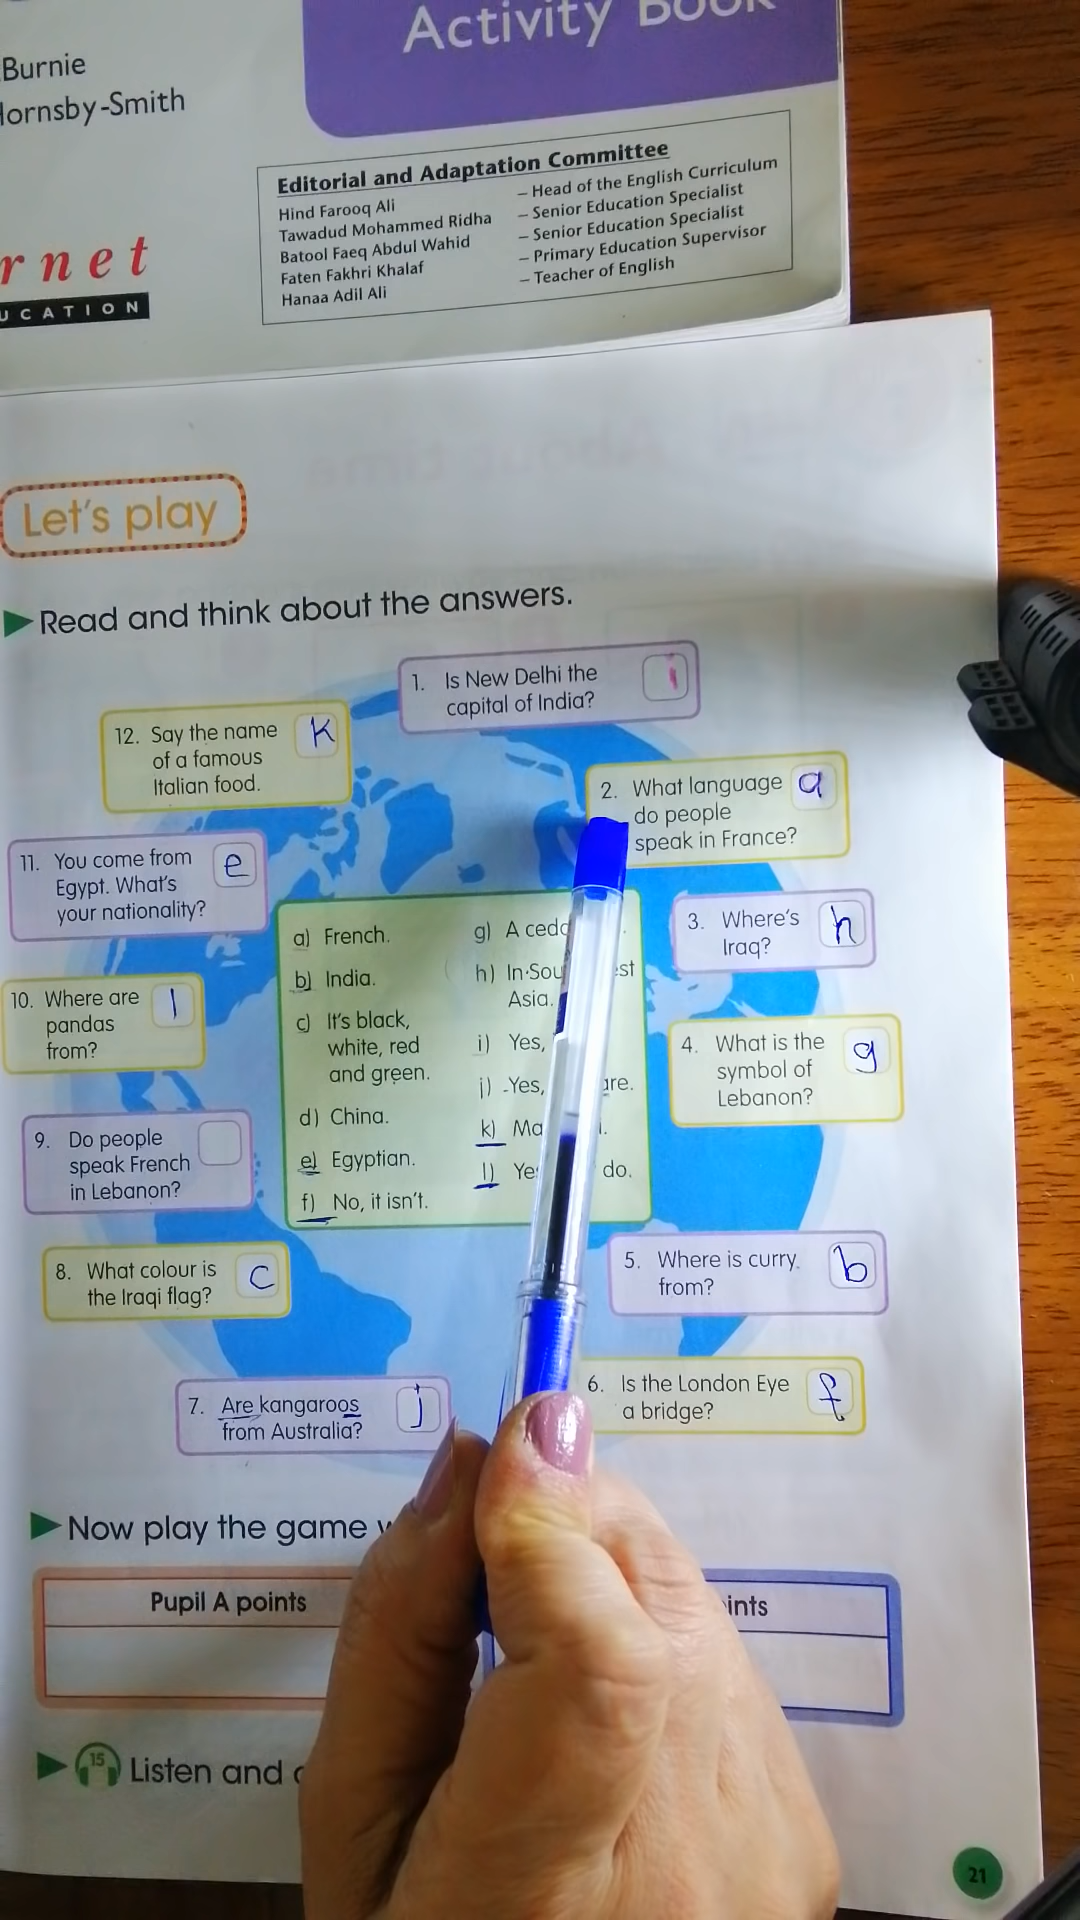 Activity Book
Burnie
Hornsby-Smith
Editorial and Adaptation Committee
Hind Farooq Ali – Head of the English Curriculum
Tawadud Mohammed Ridha – Senior Education Specialist
Batool Faeq Abdul Wahid – Senior Education Specialist
Faten Fakhri Khalaf – Primary Education Supervisor
Hanaa Adil Ali – Teacher of English
rnet
UCATION
Let's play
Read and think about the answers.
1. Is New Delhi the i
capital of India?
12. Say the name K
of a famous
Italian food.
2. What language a
do people
speak in France?
11. You come from e
Egypt. What's
your nationality?
3. Where's h
Iraq?
10. Where are l
pandas
from?
4. What is the g
symbol of
Lebanon?
9. Do people
speak French
in Lebanon?
a) French.
b) India.
c) It's black,
white, red
and green.
d) China.
e) Egyptian.
f) No, it isn't.
g) A
h) In
Asia.
i) Yes,
j) Yes,
k)
l) do.
8. What colour is c
the Iraqi flag?
5. Where is curry b
from?
7. Are kangaroos j
from Australia?
6. Is the London Eye f
a bridge?
Now play the game
Pupil A points
15 Listen and
21